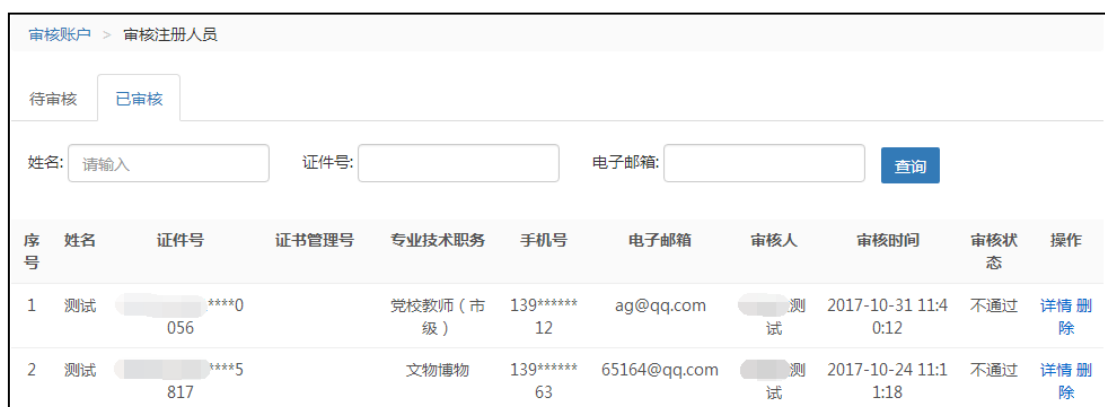 审核账户 > 审核注册人员
待审核 已审核
姓名: 请输入 证件号: 电子邮箱: 查询
序号 姓名 证件号 证书管理号 专业技术职务 手机号 电子邮箱 审核人 审核时间 审核状态 操作
1 测试 ****0 党校教师（市 139****** ag@qq.com 测 2017-10-31 11:4 不通过 详情 删
056 级） 12 试 0:12 除
2 测试 ****5 文物博物 139****** 65164@qq.com 测 2017-10-24 11:1 不通过 详情 删
817 63 试 1:18 除